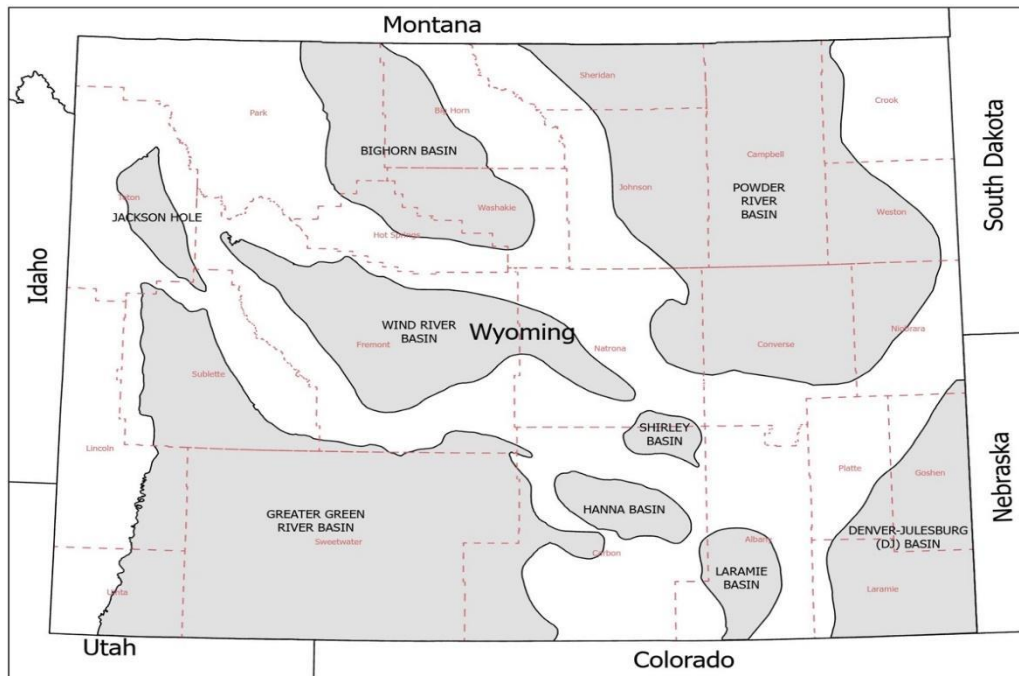 Montana
Sheridan
Crook
Park
Big Horn
BIGHORN BASIN
Campbell
Johnson
POWDER
RIVER
BASIN
Teton
JACKSON HOLE
Washakie
Weston
Hot Springs
South Dakota
Idaho
WIND RIVER
BASIN
Wyoming
Fremont
Natrona
Converse
Niobrara
Sublette
SHIRLEY
BASIN
Lincoln
Platte
Goshen
Nebraska
GREATER GREEN
RIVER BASIN
Sweetwater
HANNA BASIN
Carbon
Albany
DENVER-JULESBURG
(DJ) BASIN
LARAMIE
BASIN
Uinta
Laramie
Utah
Colorado